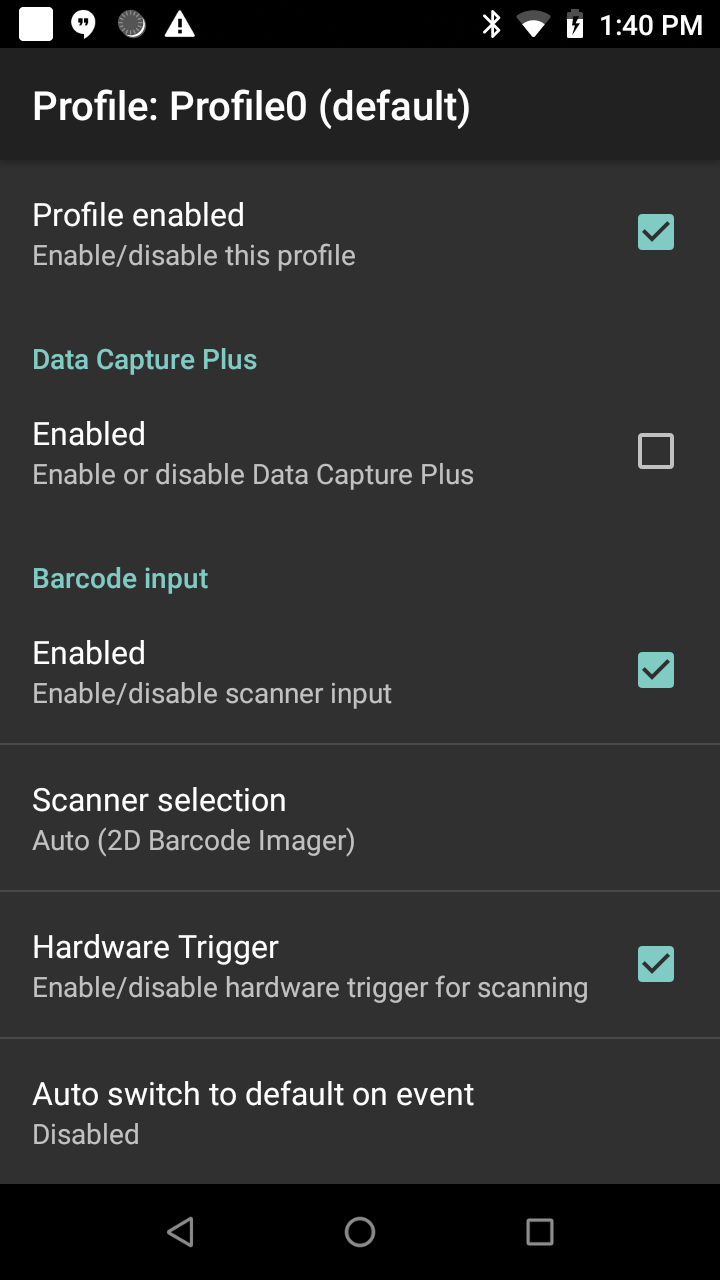 1:40 PM
Profile: Profile0 (default)
Profile enabled
Enable/disable this profile
Data Capture Plus
Enabled
Enable or disable Data Capture Plus
Barcode input
Enabled
Enable/disable scanner input
Scanner selection
Auto (2D Barcode Imager)
Hardware Trigger
Enable/disable hardware trigger for scanning
Auto switch to default on event
Disabled